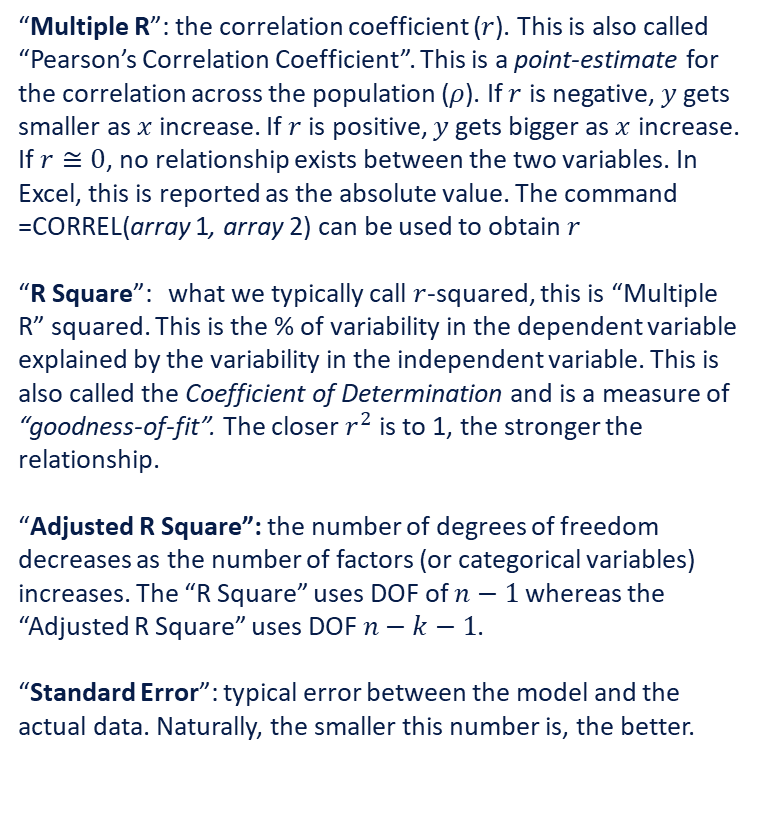 “Multiple R”: the correlation coefficient (r). This is also called
“Pearson’s Correlation Coefficient”. This is a point-estimate for
the correlation across the population (ρ). If r is negative, y gets
smaller as x increase. If r is positive, y gets bigger as x increase.
If r ≅ 0, no relationship exists between the two variables. In
Excel, this is reported as the absolute value. The command
=CORREL(array 1, array 2) can be used to obtain r
“R Square”: what we typically call r-squared, this is “Multiple
R” squared. This is the % of variability in the dependent variable
explained by the variability in the independent variable. This is
also called the Coefficient of Determination and is a measure of
“goodness-of-fit”. The closer r² is to 1, the stronger the
relationship.
“Adjusted R Square”: the number of degrees of freedom
decreases as the number of factors (or categorical variables)
increases. The “R Square” uses DOF of n − 1 whereas the
“Adjusted R Square” uses DOF n − k − 1.
“Standard Error”: typical error between the model and the
actual data. Naturally, the smaller this number is, the better.